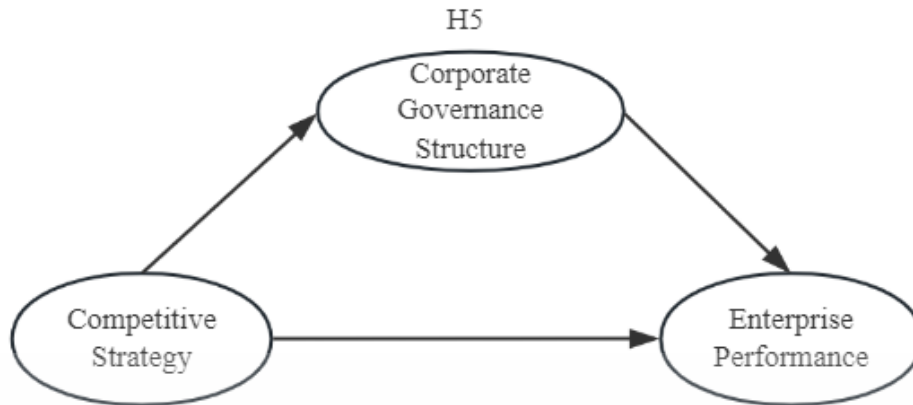 H5
Corporate
Governance
Structure
Competitive
Strategy
Enterprise
Performance